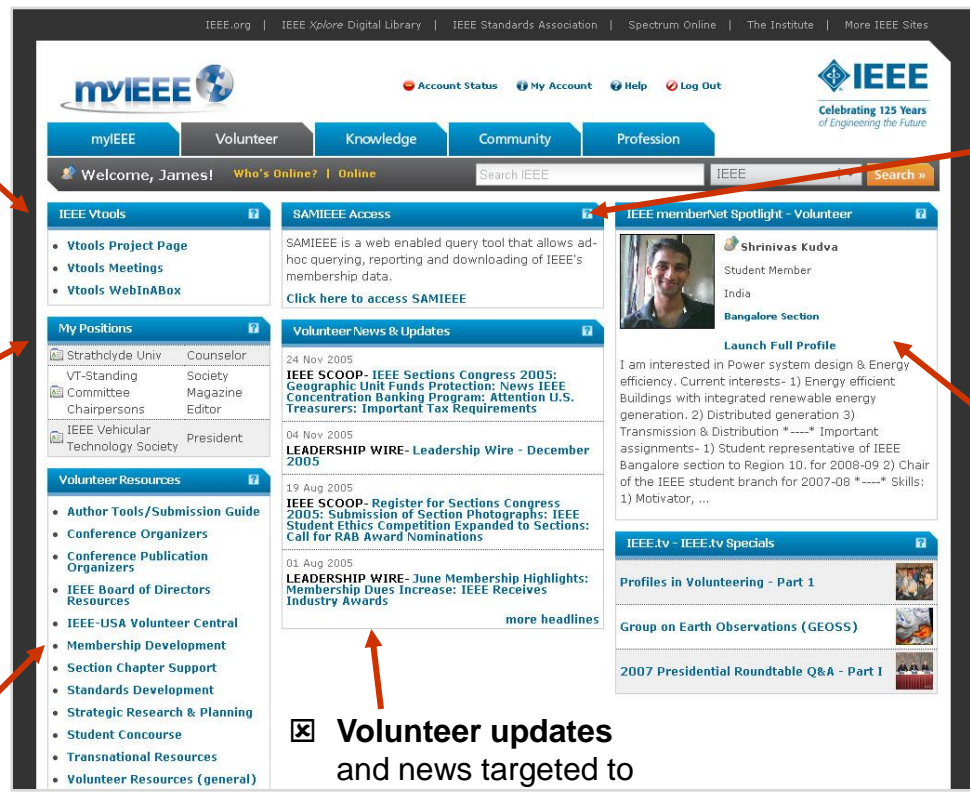 IEEE.org | IEEE Xplore Digital Library | IEEE Standards Association | Spectrum Online | The Institute | More IEEE Sites
myIEEE
Account Status My Account Help Log Out
IEEE
Celebrating 125 Years
of Engineering the Future
myIEEE Volunteer Knowledge Community Profession
Welcome, James! Who's Online? | Online Search IEEE IEEE Search »
IEEE Vtools ?
• Vtools Project Page
• Vtools Meetings
• Vtools WebInABox
My Positions ?
Strathclyde Univ Counselor
VT-Standing Society
Committee Magazine
Chairpersons Editor
IEEE Vehicular
Technology Society President
Volunteer Resources ?
• Author Tools/Submission Guide
• Conference Organizers
• Conference Publication
Organizers
• IEEE Board of Directors
Resources
• IEEE-USA Volunteer Central
• Membership Development
• Section Chapter Support
• Standards Development
• Strategic Research & Planning
• Student Concourse
• Transnational Resources
• Volunteer Resources (general)
SAMIEEE Access ?
SAMIEEE is a web enabled query tool that allows ad-
hoc querying, reporting and downloading of IEEE's
membership data.
Click here to access SAMIEEE
Volunteer News & Updates ?
24 Nov 2005
IEEE SCOOP- IEEE Sections Congress 2005:
Geographic Unit Funds Protection: News IEEE
Concentration Banking Program: Attention U.S.
Treasurers: Important Tax Requirements
04 Nov 2005
LEADERSHIP WIRE- Leadership Wire - December
2005
19 Aug 2005
IEEE SCOOP- Register for Sections Congress
2005: Submission of Section Photographs: IEEE
Student Ethics Competition Expanded to Sections:
Call for RAB Award Nominations
01 Aug 2005
LEADERSHIP WIRE- June Membership Highlights:
Membership Dues Increase: IEEE Receives
Industry Awards
more headlines
Volunteer updates
and news targeted to
IEEE memberNet Spotlight - Volunteer ?
Shrinivas Kudva
Student Member
India
Bangalore Section
Launch Full Profile
I am interested in Power system design & Energy
efficiency. Current interests- 1) Energy efficient
Buildings with integrated renewable energy
generation. 2) Distributed generation 3)
Transmission & Distribution *----* Important
assignments- 1) Student representative of IEEE
Bangalore section to Region 10. for 2008-09 2) Chair
of the IEEE student branch for 2007-08 *----* Skills:
1) Motivator, ...
IEEE.tv - IEEE.tv Specials ?
Profiles in Volunteering - Part 1
Group on Earth Observations (GEOSS)
2007 Presidential Roundtable Q&A - Part I